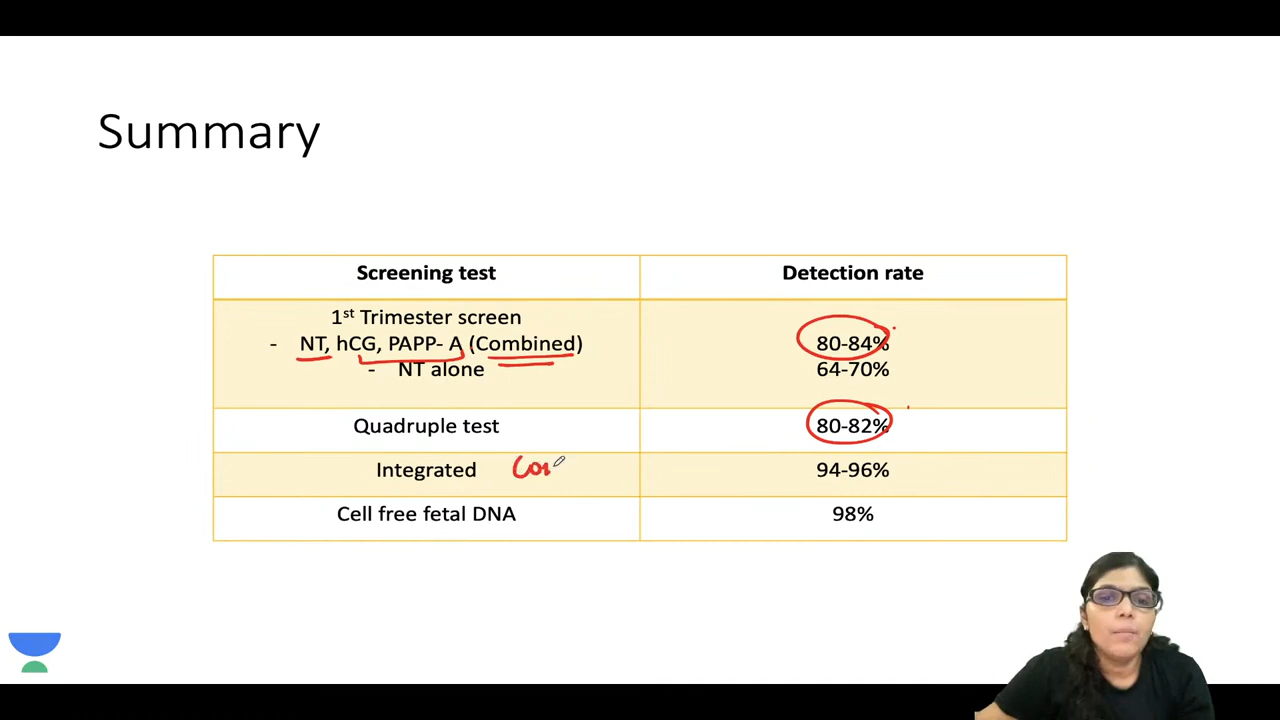 Summary
Screening test
Detection rate
1st Trimester screen
- NT, hCG, PAPP- A (Combined)
80-84%
- NT alone
64-70%
Quadruple test
80-82%
Integrated
94-96%
Cell free fetal DNA
98%